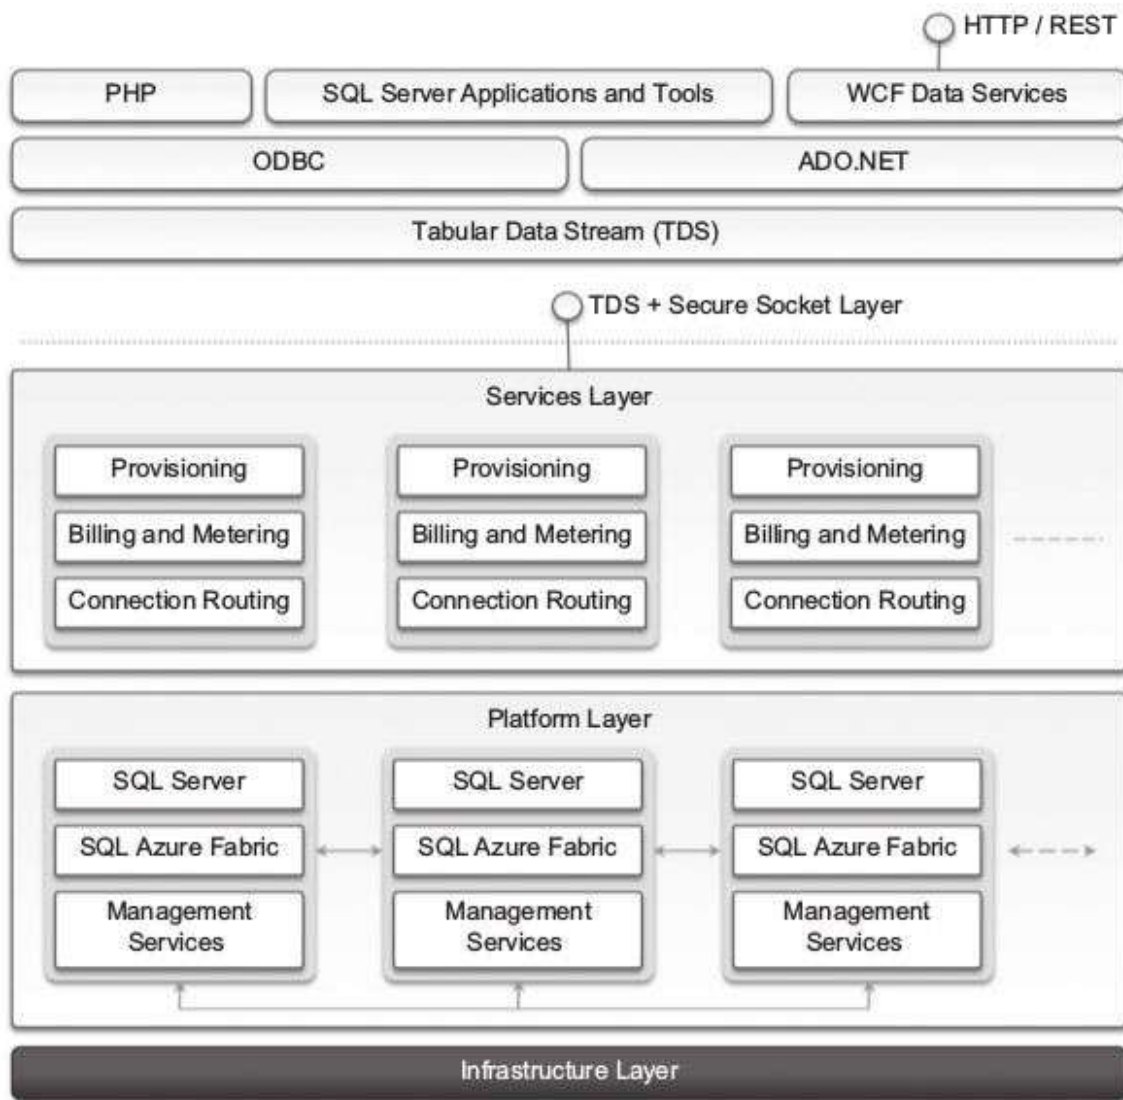 HTTP / REST
PHP
SQL Server Applications and Tools
WCF Data Services
ODBC
ADO.NET
Tabular Data Stream (TDS)
TDS + Secure Socket Layer
Services Layer
Provisioning
Billing and Metering
Connection Routing
Provisioning
Billing and Metering
Connection Routing
Provisioning
Billing and Metering
Connection Routing
Platform Layer
SQL Server
SQL Azure Fabric
Management
Services
SQL Server
SQL Azure Fabric
Management
Services
SQL Server
SQL Azure Fabric
Management
Services
Infrastructure Layer